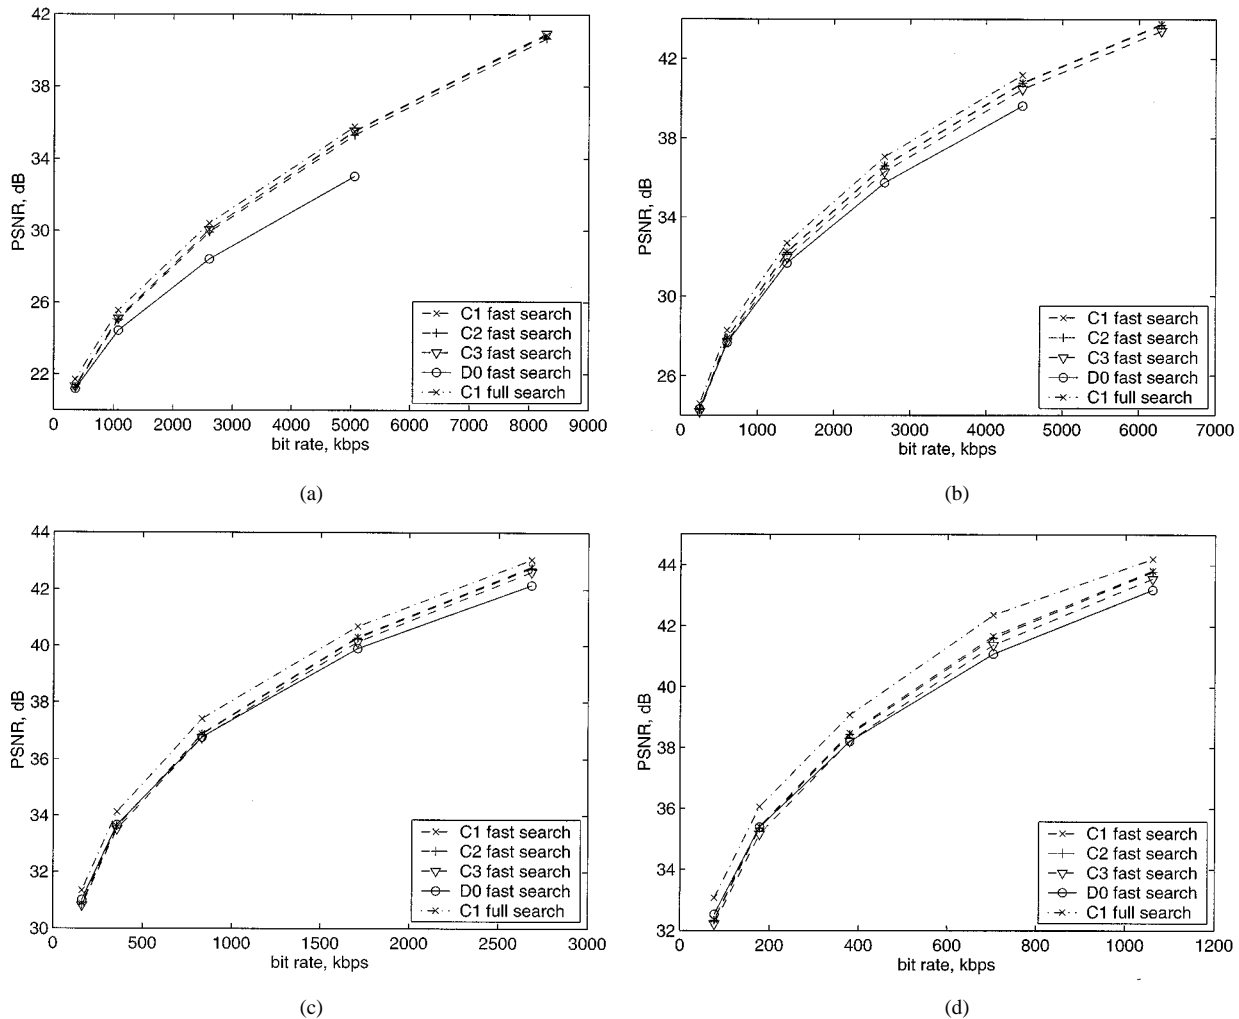 42
38
34
30
26
22
PSNR, dB
0 1000 2000 3000 4000 5000 6000 7000 8000 9000
bit rate, kbps
C1 fast search
C2 fast search
C3 fast search
D0 fast search
C1 full search
(a)
42
38
34
30
26
PSNR, dB
0 1000 2000 3000 4000 5000 6000 7000
bit rate, kbps
C1 fast search
C2 fast search
C3 fast search
D0 fast search
C1 full search
(b)
44
42
40
38
36
34
32
30
PSNR, dB
0 500 1000 1500 2000 2500 3000
bit rate, kbps
C1 fast search
C2 fast search
C3 fast search
D0 fast search
C1 full search
(c)
44
42
40
38
36
34
32
PSNR, dB
0 200 400 600 800 1000 1200
bit rate, kbps
C1 fast search
C2 fast search
C3 fast search
D0 fast search
C1 full search
(d)